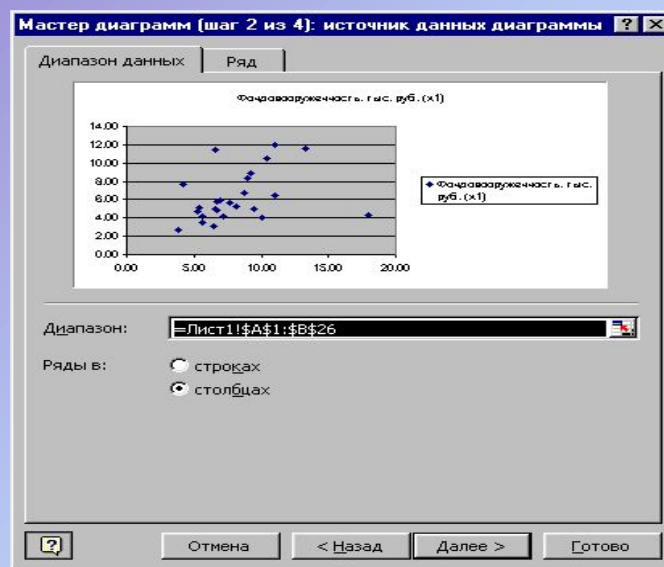 Мастер диаграмм (шаг 2 из 4): источник данных диаграммы
Диапазон данных Ряд
Фондовооруженность, тыс. руб.(x1)
14.00
12.00
10.00
8.00
6.00
4.00
2.00
0.00
0.00 5.00 10.00 15.00 20.00
Фондовооруженность, тыс.
руб.(x1)
Диапазон: =Лист1!$A$1:$B$26
Ряды в: строках
столбцах
Отмена < Назад Далее > Готово